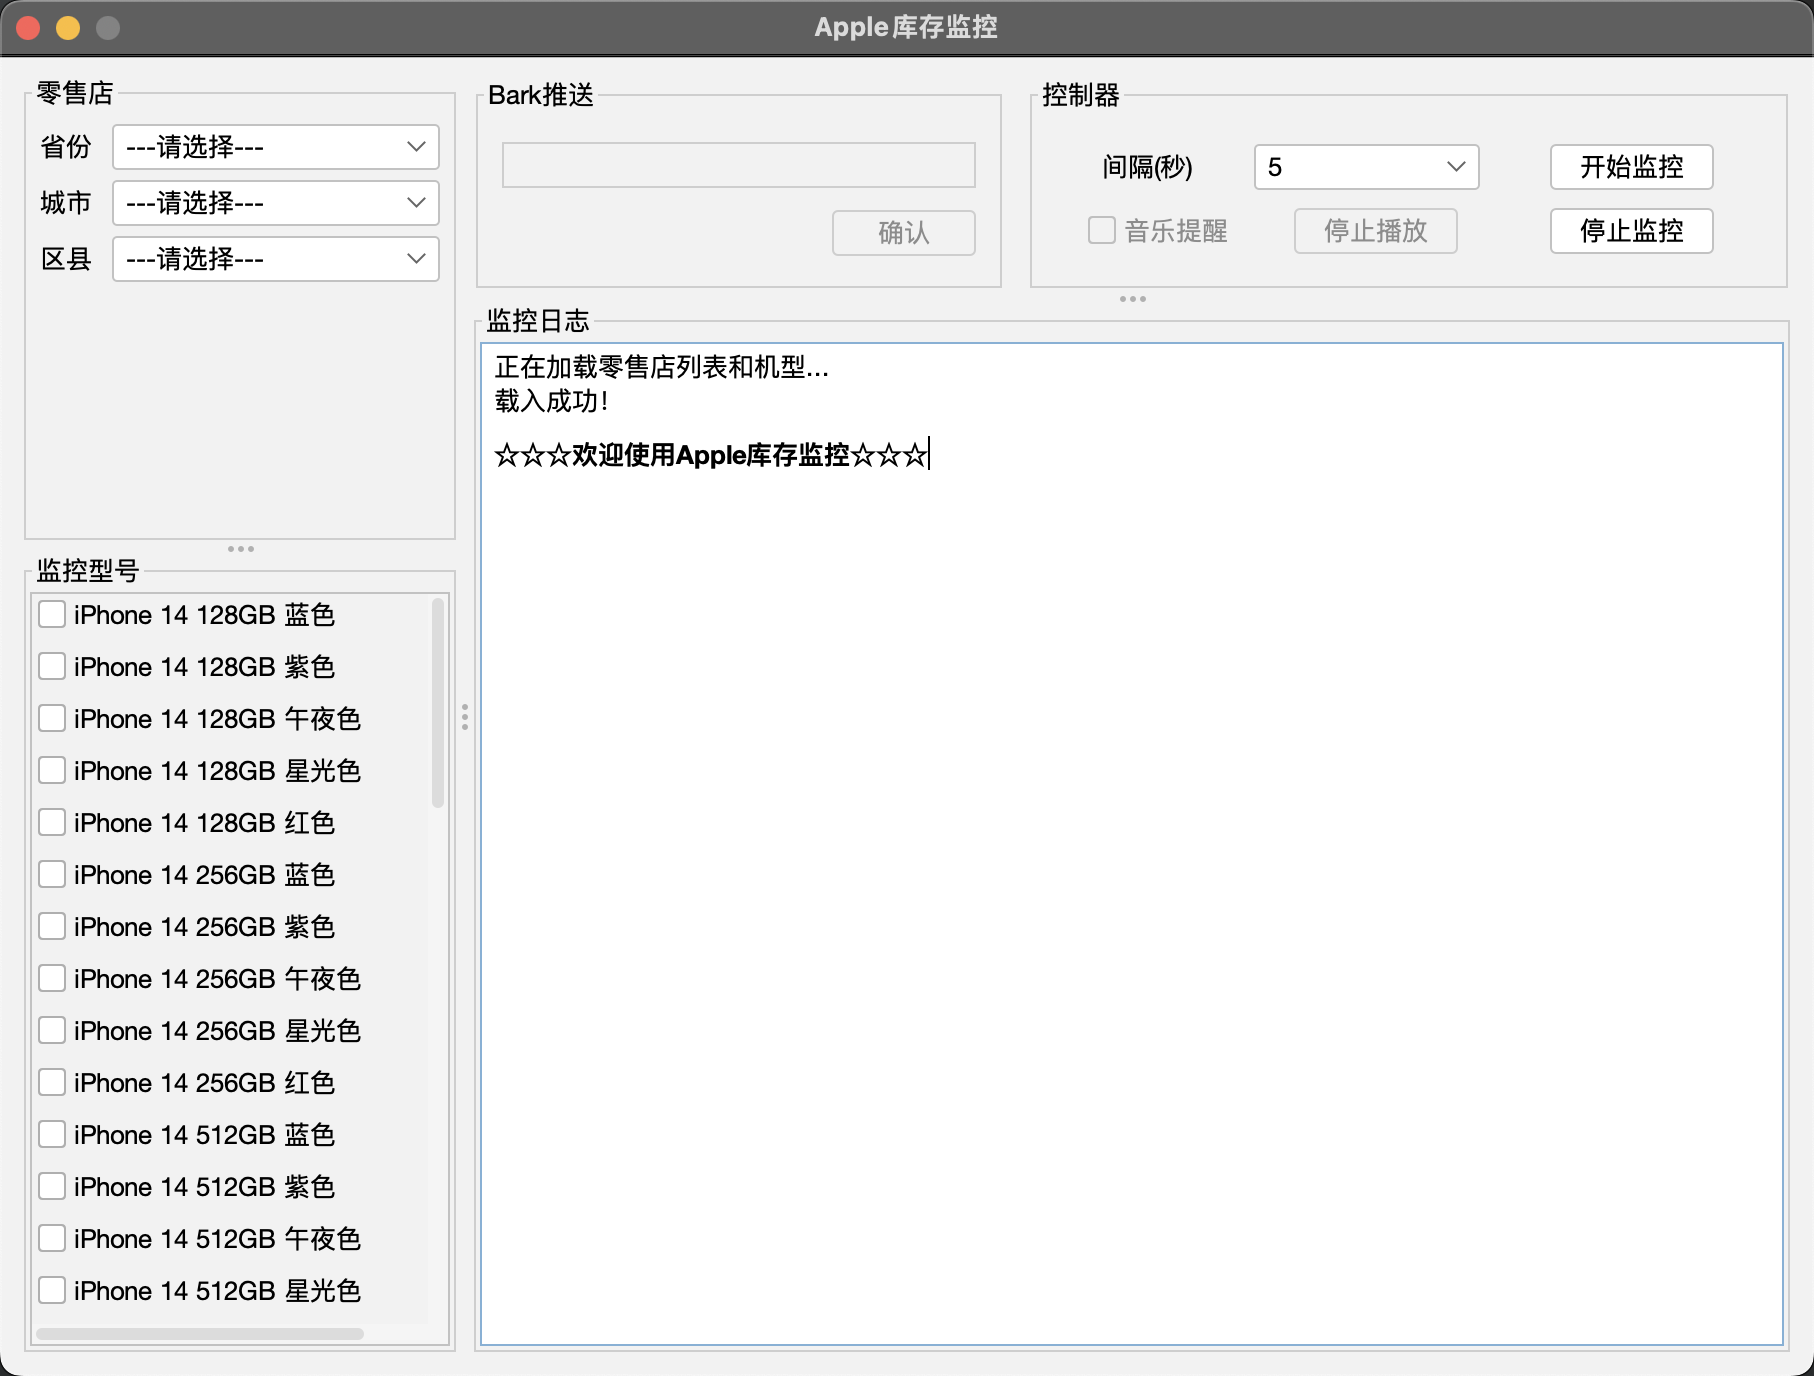 Apple库存监控
零售店
省份 ---请选择---
城市 ---请选择---
区县 ---请选择---
Bark推送
确认
控制器
间隔(秒) 5 开始监控
音乐提醒 停止播放 停止监控
监控日志
正在加载零售店列表和机型...
载入成功!
☆☆☆欢迎使用Apple库存监控☆☆☆
监控型号
iPhone 14 128GB 蓝色
iPhone 14 128GB 紫色
iPhone 14 128GB 午夜色
iPhone 14 128GB 星光色
iPhone 14 128GB 红色
iPhone 14 256GB 蓝色
iPhone 14 256GB 紫色
iPhone 14 256GB 午夜色
iPhone 14 256GB 星光色
iPhone 14 256GB 红色
iPhone 14 512GB 蓝色
iPhone 14 512GB 紫色
iPhone 14 512GB 午夜色
iPhone 14 512GB 星光色